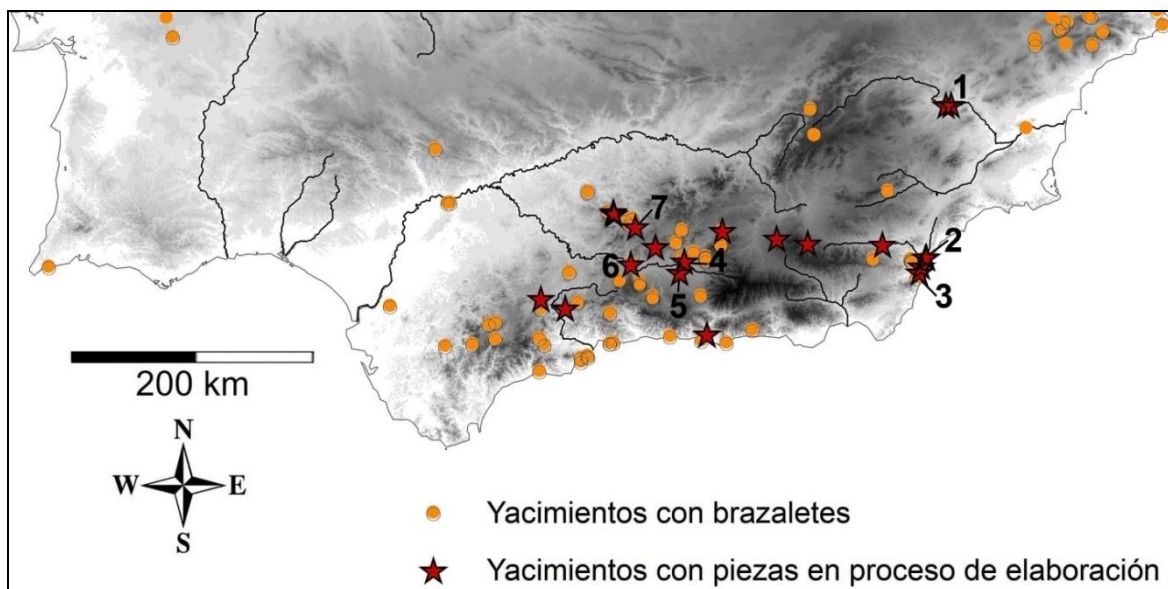 1
2
7
4
6
3
5
200 km
N
W E
S
Yacimientos con brazaletes
Yacimientos con piezas en proceso de elaboración